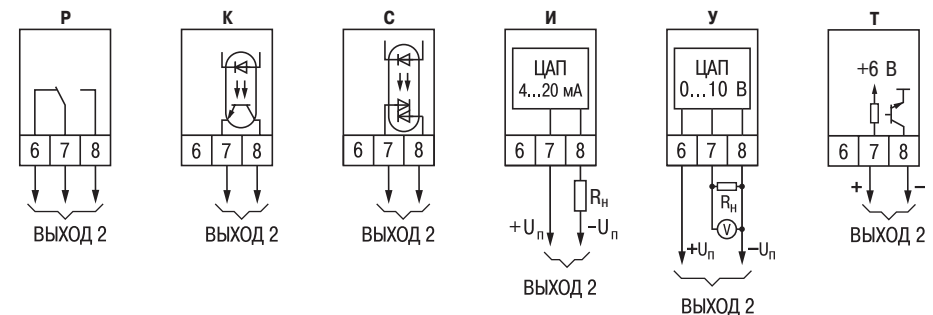 Р К С И У Т
ЦАП
4...20 мА
ЦАП
0...10 В
+6 В
6 7 8
6 7 8
6 7 8
6 7 8
6 7 8
6 7 8
Rн
Rн
V
+ –
+Uп –Uп
+Uп –Uп
ВЫХОД 2
ВЫХОД 2
ВЫХОД 2
ВЫХОД 2
ВЫХОД 2
ВЫХОД 2